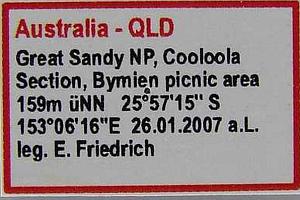 Australia - QLD
Great Sandy NP, Cooloola
Section, Bymien picnic area
159m üNN 25°57'15" S
153°06'16"E 26.01.2007 a.L.
leg. E. Friedrich